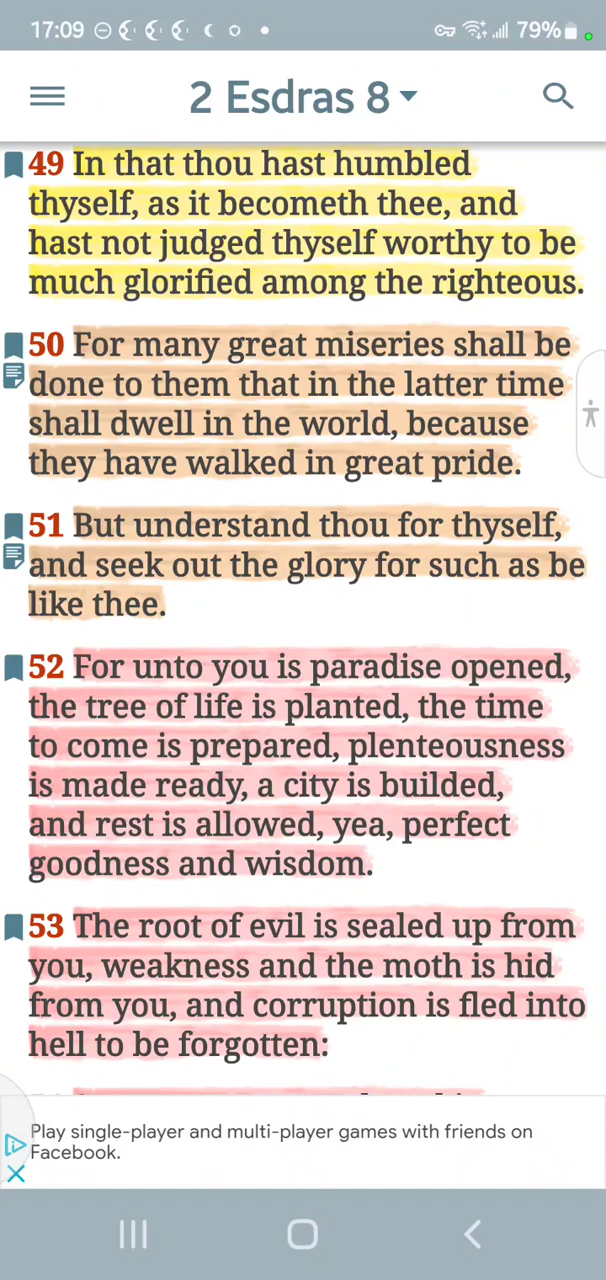 17:09 79%
2 Esdras 8
49 In that thou hast humbled
thyself, as it becometh thee, and
hast not judged thyself worthy to be
much glorified among the righteous.
50 For many great miseries shall be
done to them that in the latter time
shall dwell in the world, because
they have walked in great pride.
51 But understand thou for thyself,
and seek out the glory for such as be
like thee.
52 For unto you is paradise opened,
the tree of life is planted, the time
to come is prepared, plenteousness
is made ready, a city is builded,
and rest is allowed, yea, perfect
goodness and wisdom.
53 The root of evil is sealed up from
you, weakness and the moth is hid
from you, and corruption is fled into
hell to be forgotten:
Play single-player and multi-player games with friends on
Facebook.